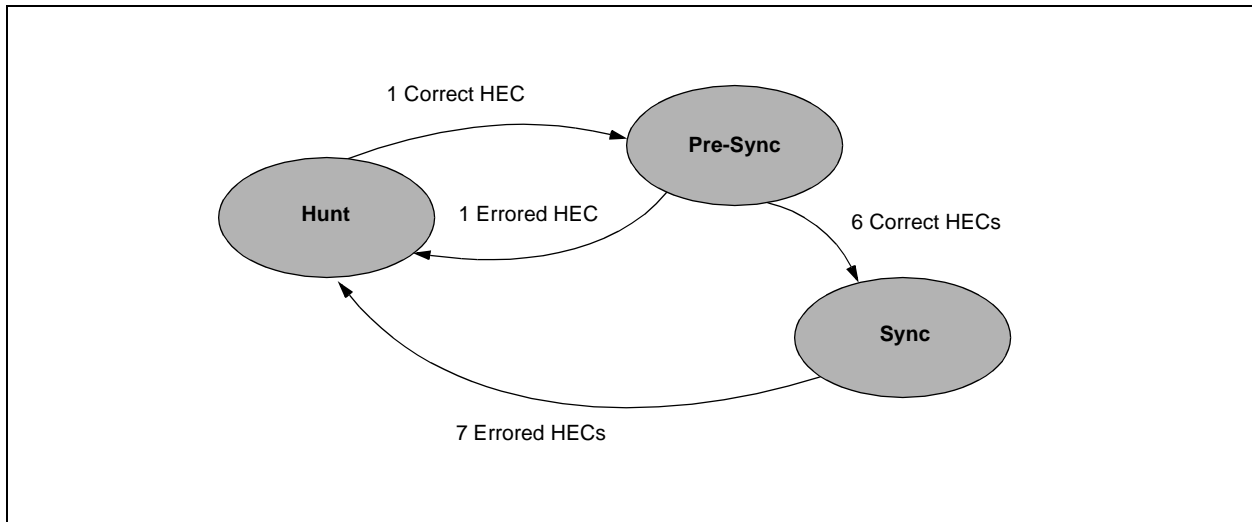 1 Correct HEC
Pre-Sync
Hunt
1 Errored HEC
6 Correct HECs
Sync
7 Errored HECs